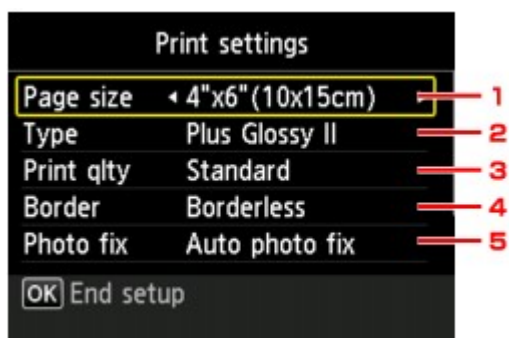 Print settings
Page size 4"x6"(10x15cm) 1
Type Plus Glossy II 2
Print qlty Standard 3
Border Borderless 4
Photo fix Auto photo fix 5
OK End setup